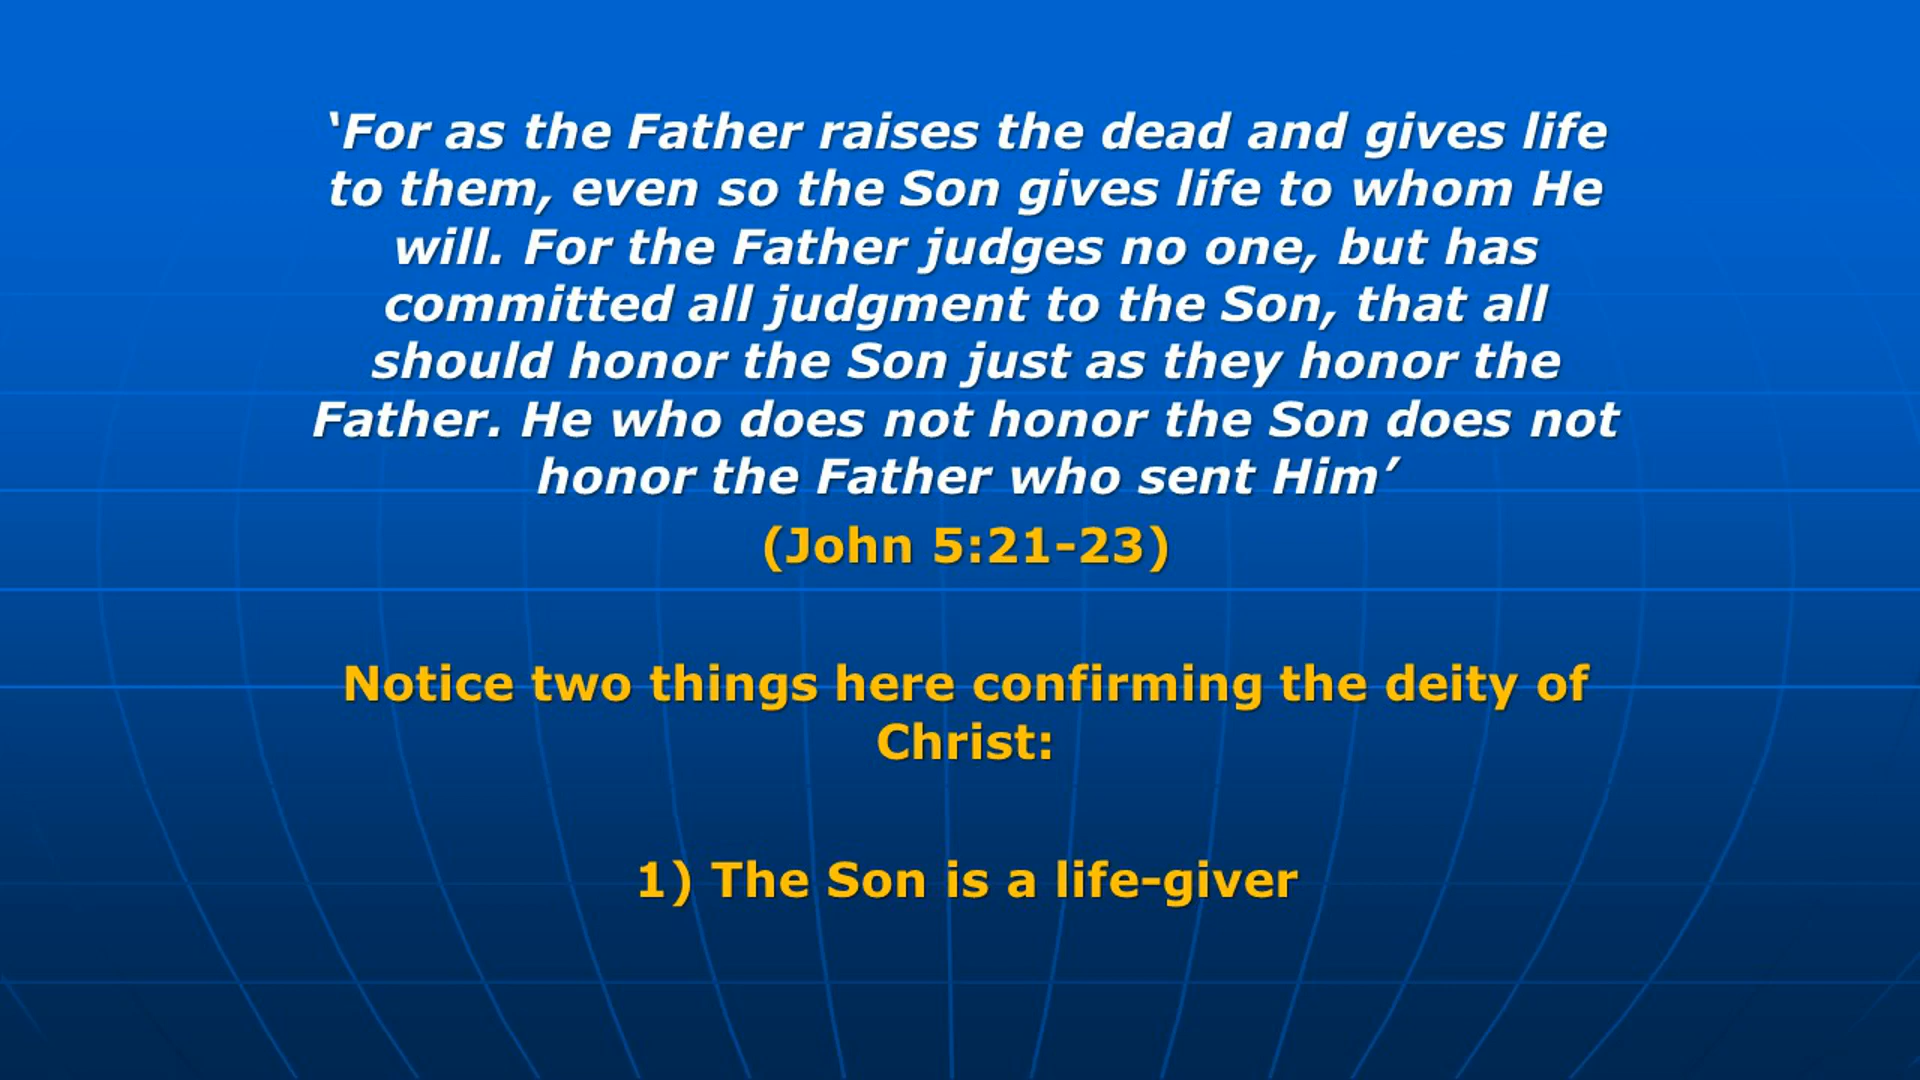 ‘For as the Father raises the dead and gives life
to them, even so the Son gives life to whom He
will. For the Father judges no one, but has
committed all judgment to the Son, that all
should honor the Son just as they honor the
Father. He who does not honor the Son does not
honor the Father who sent Him’
(John 5:21-23)
Notice two things here confirming the deity of
Christ:
1) The Son is a life-giver